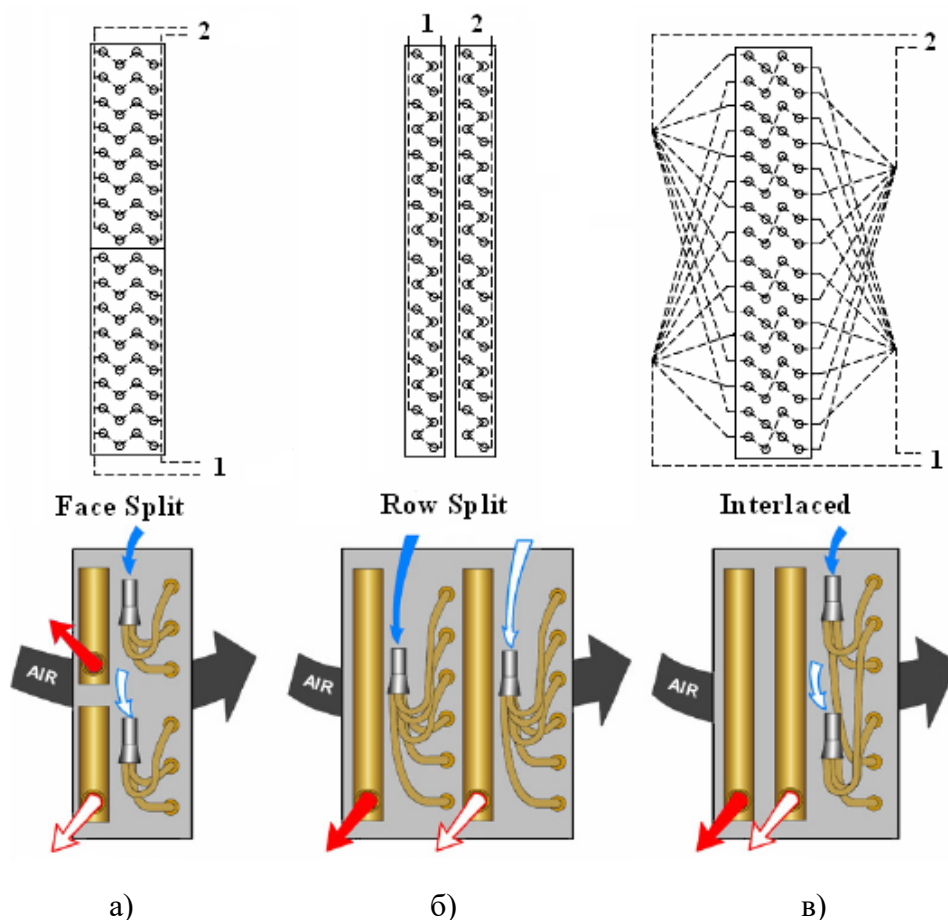 2
1
1 2
2
1
Face Split
Row Split
Interlaced
AIR
AIR
AIR
а)
б)
в)